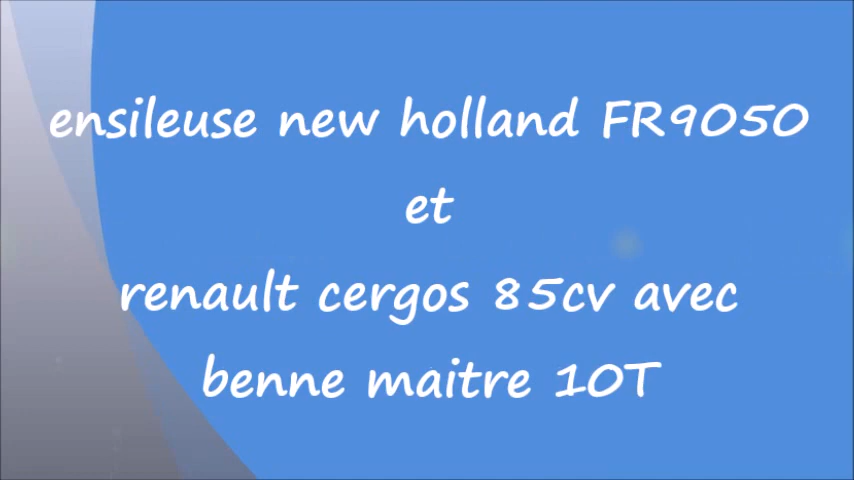 ensileuse new holland FR9050
et
renault cergos 85cv avec
benne maitre 10T